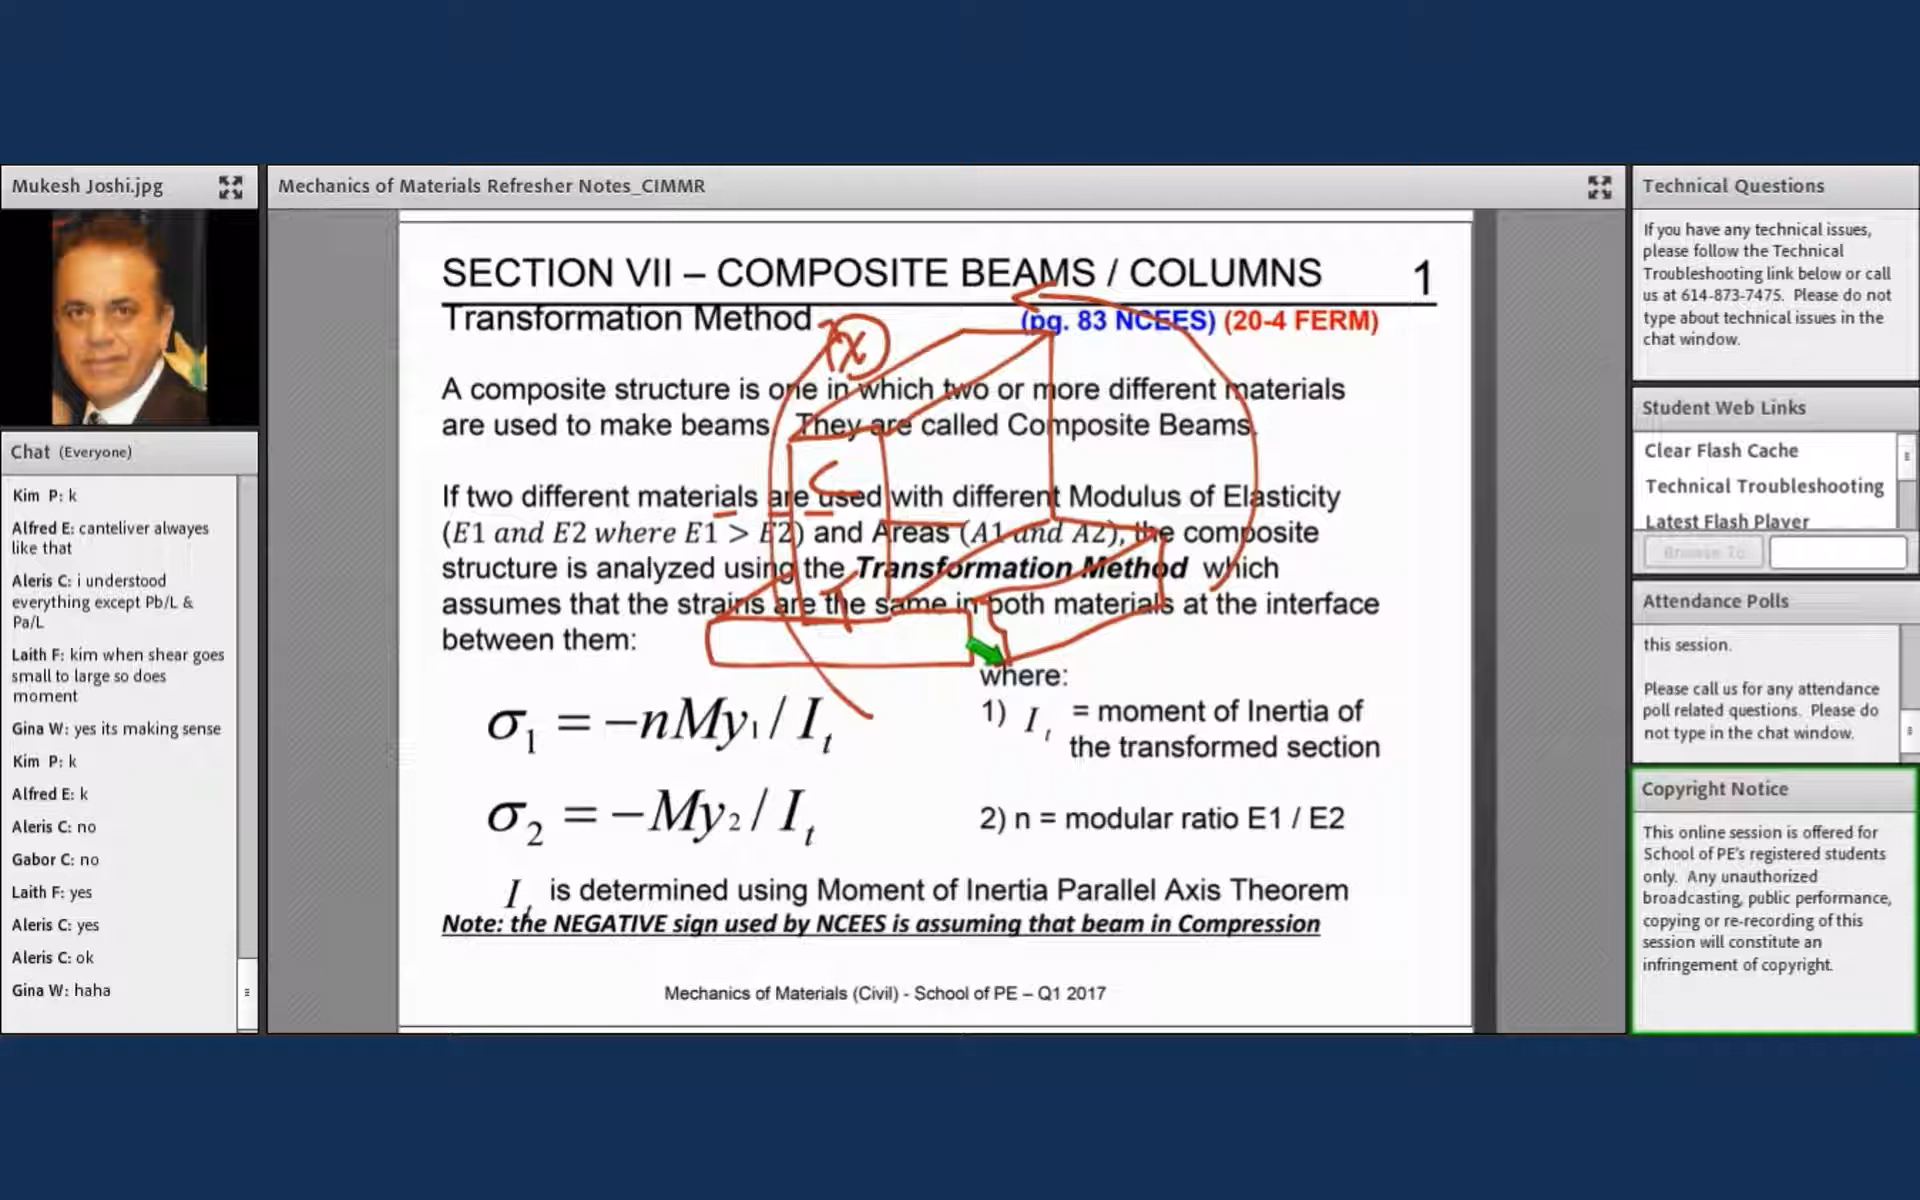 Mukesh Joshi.jpg
Chat (Everyone)
Kim P: k
Alfred E: canteliver alwayes
like that
Aleris C: i understood
everything except Pb/L &
Pa/L
Laith F: kim when shear goes
small to large so does
moment
Gina W: yes its making sense
Kim P: k
Alfred E: k
Aleris C: no
Gabor C: no
Laith F: yes
Aleris C: yes
Aleris C: ok
Gina W: haha
Mechanics of Materials Refresher Notes_CIMMR
SECTION VII – COMPOSITE BEAMS / COLUMNS 1
Transformation Method (pg. 83 NCEES) (20-4 FERM)
A composite structure is one in which two or more different materials
are used to make beams. They are called Composite Beams.
If two different materials are used with different Modulus of Elasticity
(E1 and E2 where E1 > E2) and Areas (A1 and A2), the composite
structure is analyzed using the Transformation Method which
assumes that the strains are the same in both materials at the interface
between them:
C
T
σ₁ = −nMy₁ / Iₜ
σ₂ = −My₂ / Iₜ
where:
1) Iₜ = moment of Inertia of
the transformed section
2) n = modular ratio E1 / E2
Iₜ is determined using Moment of Inertia Parallel Axis Theorem
Note: the NEGATIVE sign used by NCEES is assuming that beam in Compression
Mechanics of Materials (Civil) - School of PE – Q1 2017
Technical Questions
If you have any technical issues,
please follow the Technical
Troubleshooting link below or call
us at 614-873-7475. Please do not
type about technical issues in the
chat window.
Student Web Links
Clear Flash Cache
Technical Troubleshooting
Latest Flash Player
Browse To
Attendance Polls
this session.
Please call us for any attendance
poll related questions. Please do
not type in the chat window.
Copyright Notice
This online session is offered for
School of PE's registered students
only. Any unauthorized
broadcasting, public performance,
copying or re-recording of this
session will constitute an
infringement of copyright.